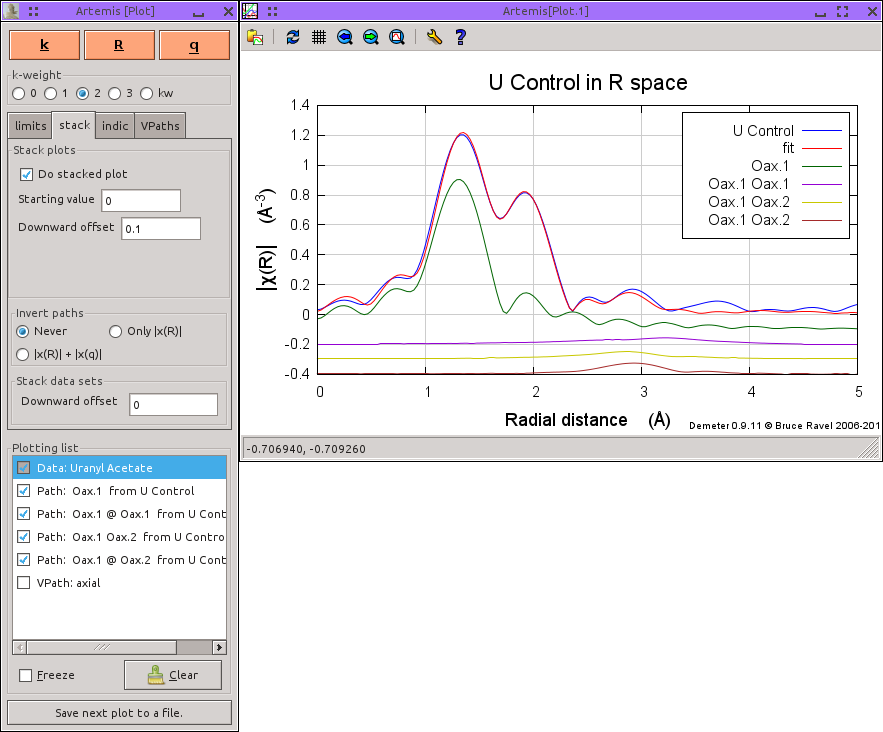 Artemis [Plot]
k R q
k-weight
0 1 2 3 kw
limits stack indic VPaths
Stack plots
Do stacked plot
Starting value 0
Downward offset 0.1
Invert paths
Never Only |χ(R)|
|χ(R)| + |χ(q)|
Stack data sets
Downward offset 0
Plotting list
Data: Uranyl Acetate
Path: Oax.1 from U Control
Path: Oax.1 @ Oax.1 from U Cont
Path: Oax.1 Oax.2 from U Contro
Path: Oax.1 @ Oax.2 from U Cont
VPath: axial
Freeze Clear
Save next plot to a file.
Artemis[Plot.1]
U Control in R space
|χ(R)| (Å-3)
1.4
1.2
1
0.8
0.6
0.4
0.2
0
-0.2
-0.4
U Control
fit
Oax.1
Oax.1 Oax.1
Oax.1 Oax.2
Oax.1 Oax.2
0 1 2 3 4 5
Radial distance (Å)
Demeter 0.9.11 © Bruce Ravel 2006-201
-0.706940, -0.709260